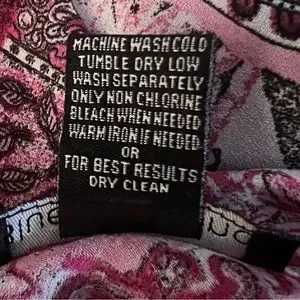 MACHINE WASH COLD
TUMBLE DRY LOW
WASH SEPARATELY
ONLY NON CHLORINE
BLEACH WHEN NEEDED
WARM IRON IF NEEDED
OR
FOR BEST RESULTS
DRY CLEAN